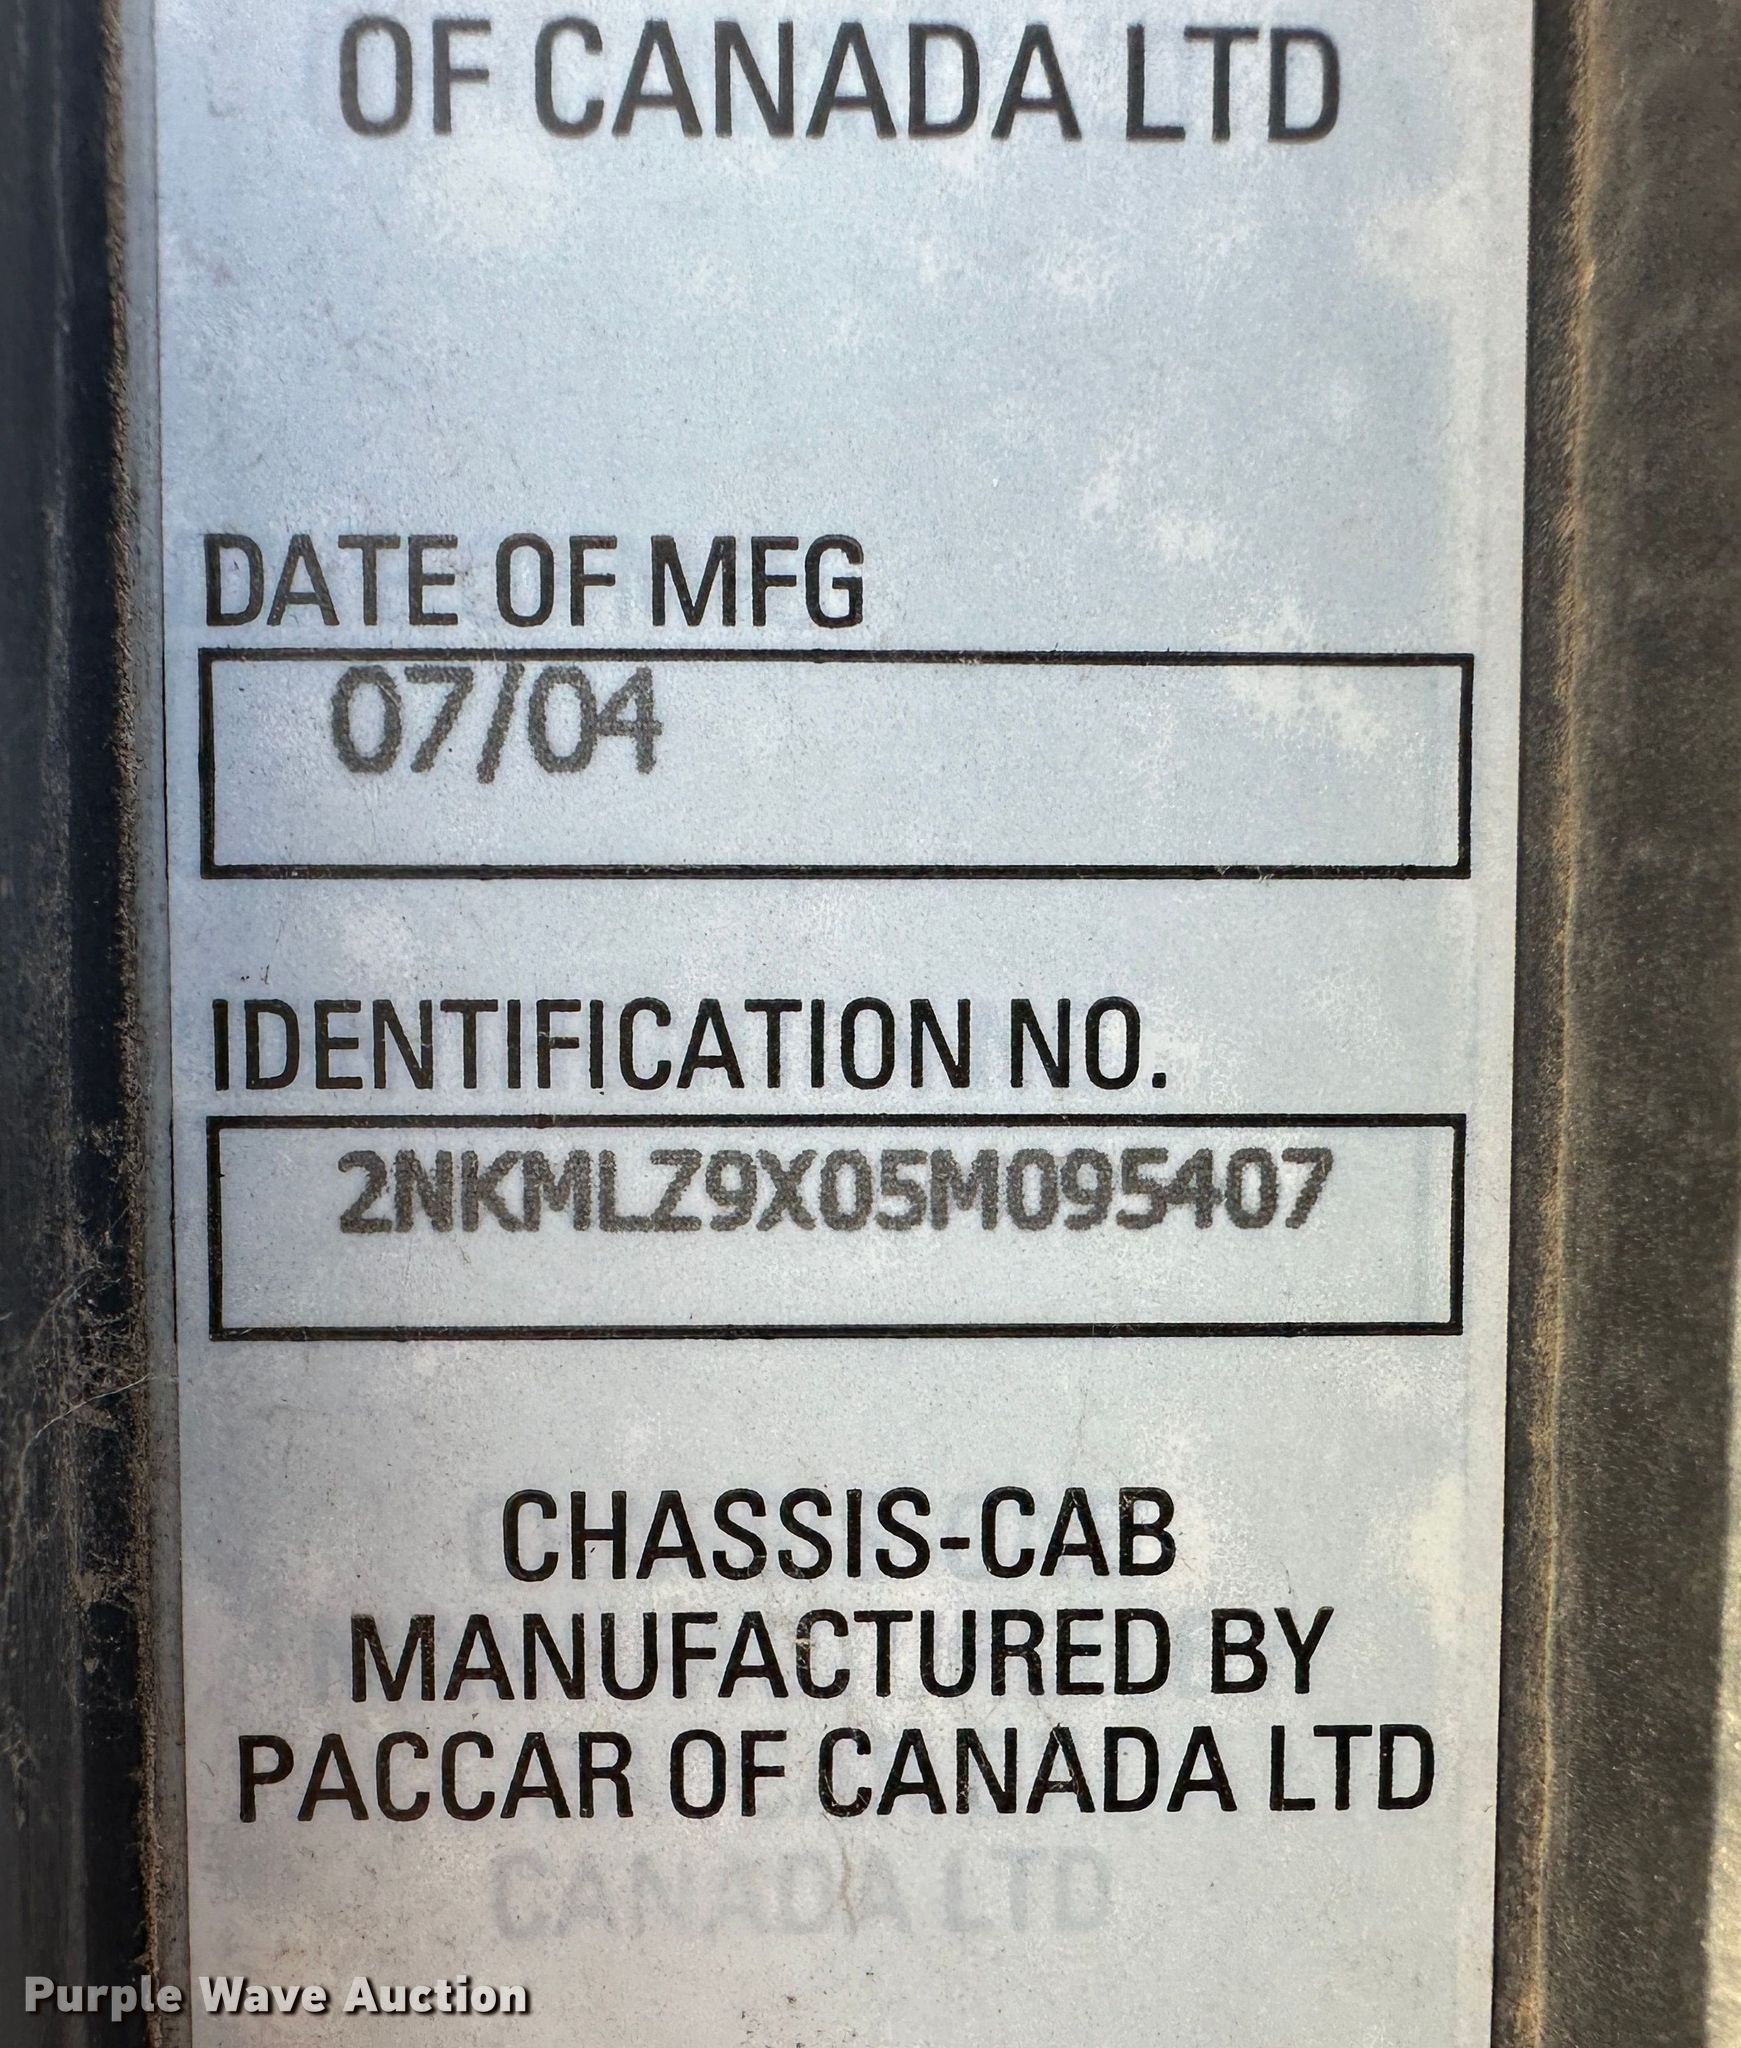 OF CANADA LTD
DATE OF MFG
07/04
IDENTIFICATION NO.
2NKMLZ9X05M095407
CHASSIS-CAB
MANUFACTURED BY
PACCAR OF CANADA LTD
CANADA LTD
Purple Wave Auction